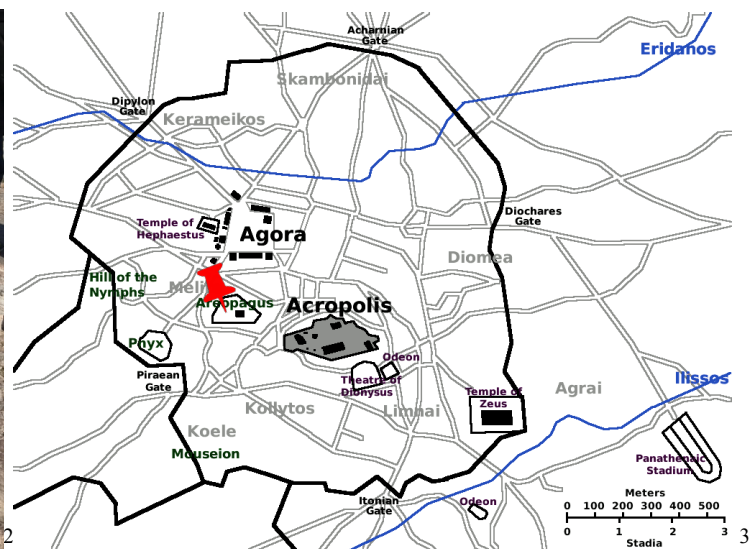 Acharnian
Gate
Eridanos
Skambonidai
Dipylon
Gate
Kerameikos
Diochares
Gate
Temple of
Hephaestus
Agora
Diomea
Hill of the
Nymphs
Areopagus
Acropolis
Pnyx
Odeon
Piraean
Gate
Theatre of
Dionysus
Temple of
Zeus
Agrai
Ilissos
Kollytos
Limnai
Koele
Mouseion
Panathenaic
Stadium
Itonian
Gate
Odeon
Meters
0 100 200 300 400 500
0 1 2 3
Stadia
2
3